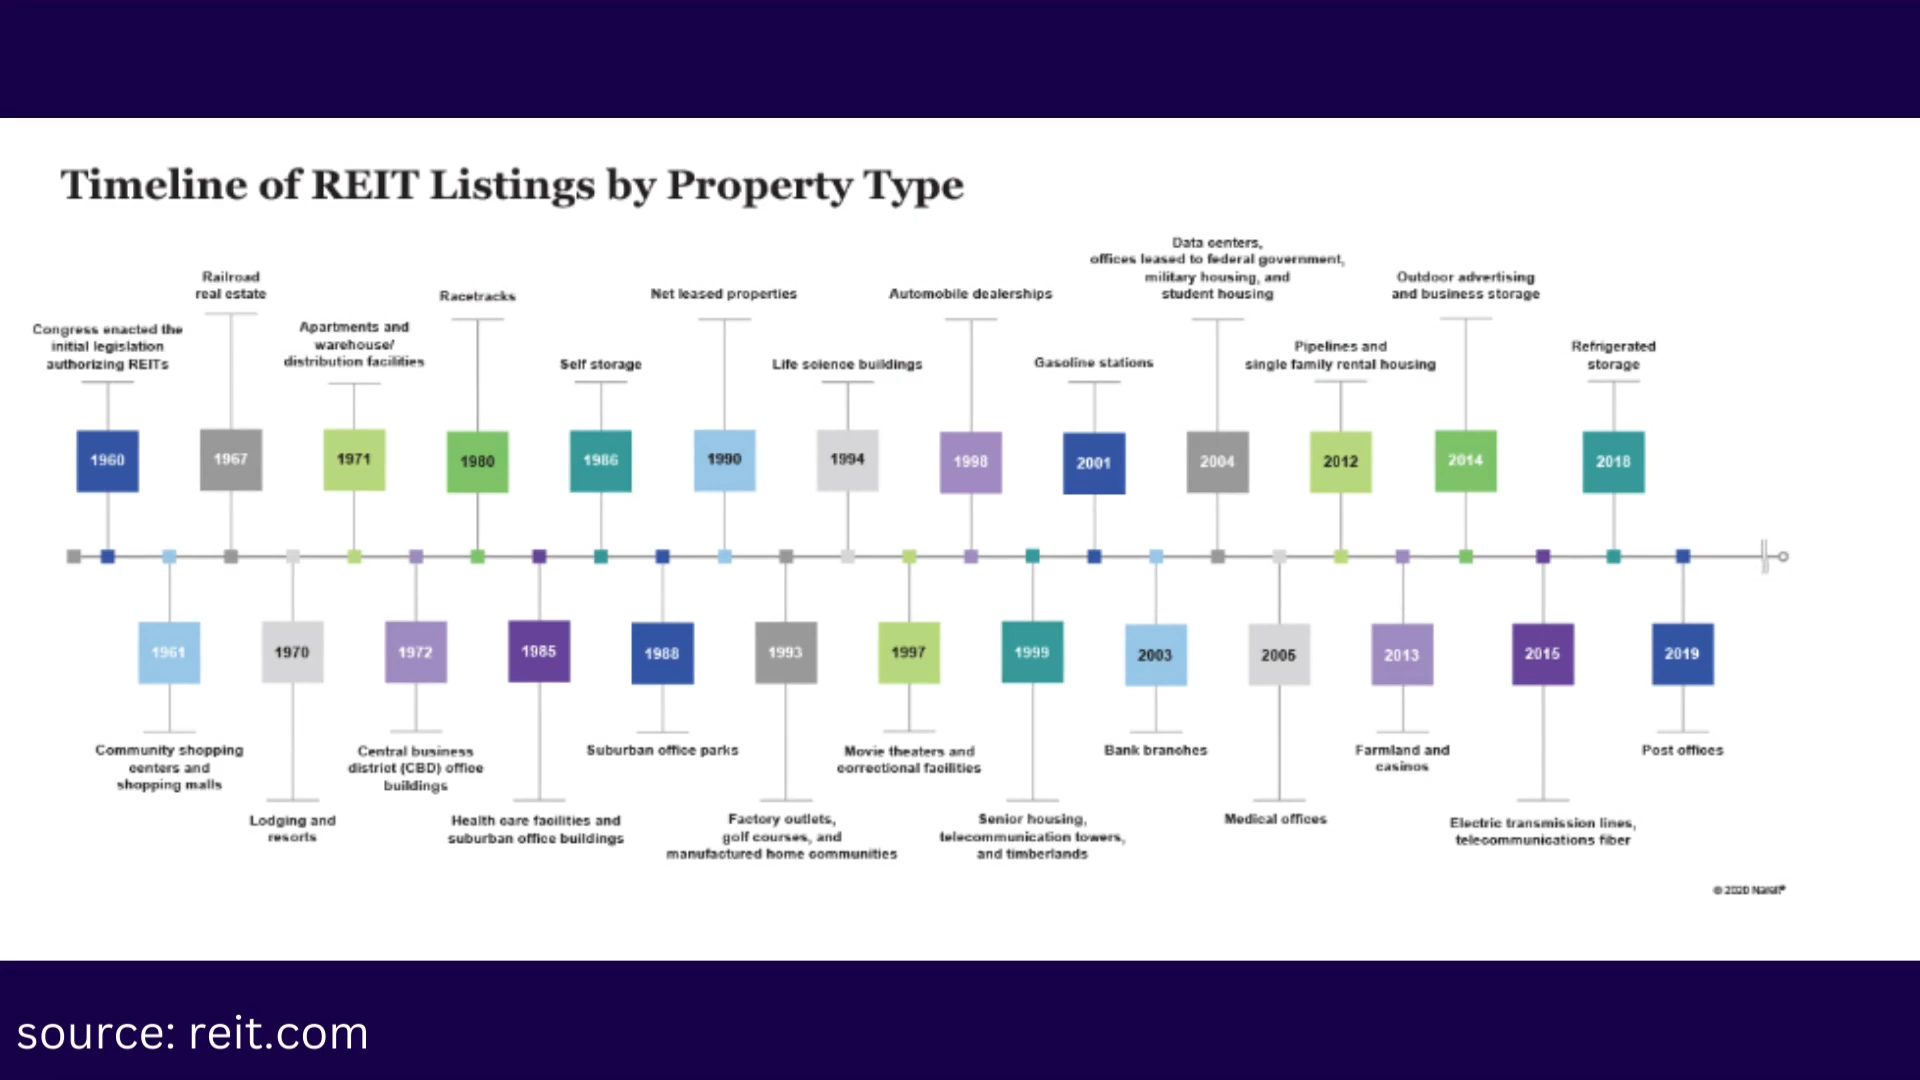 Timeline of REIT Listings by Property Type
Congress enacted the
initial legislation
authorizing REITs
1960
Community shopping
centers and
shopping malls
1961
Railroad
real estate
1967
Lodging and
resorts
1970
Apartments and
warehouse/
distribution facilities
1971
Central business
district (CBD) office
buildings
1972
Racetracks
1980
Health care facilities and
suburban office buildings
1985
Self storage
1986
Suburban office parks
1988
Net leased properties
1990
Factory outlets,
golf courses, and
manufactured home communities
1993
Life science buildings
1994
Movie theaters and
correctional facilities
1997
Automobile dealerships
1998
Senior housing,
telecommunication towers,
and timberlands
1999
Gasoline stations
2001
Bank branches
2003
Data centers,
offices leased to federal government,
military housing, and
student housing
2004
Medical offices
2005
Pipelines and
single family rental housing
2012
Farmland and
casinos
2013
Outdoor advertising
and business storage
2014
Electric transmission lines,
telecommunications fiber
2015
Refrigerated
storage
2018
Post offices
2019
© 2020 Nareit®
source: reit.com